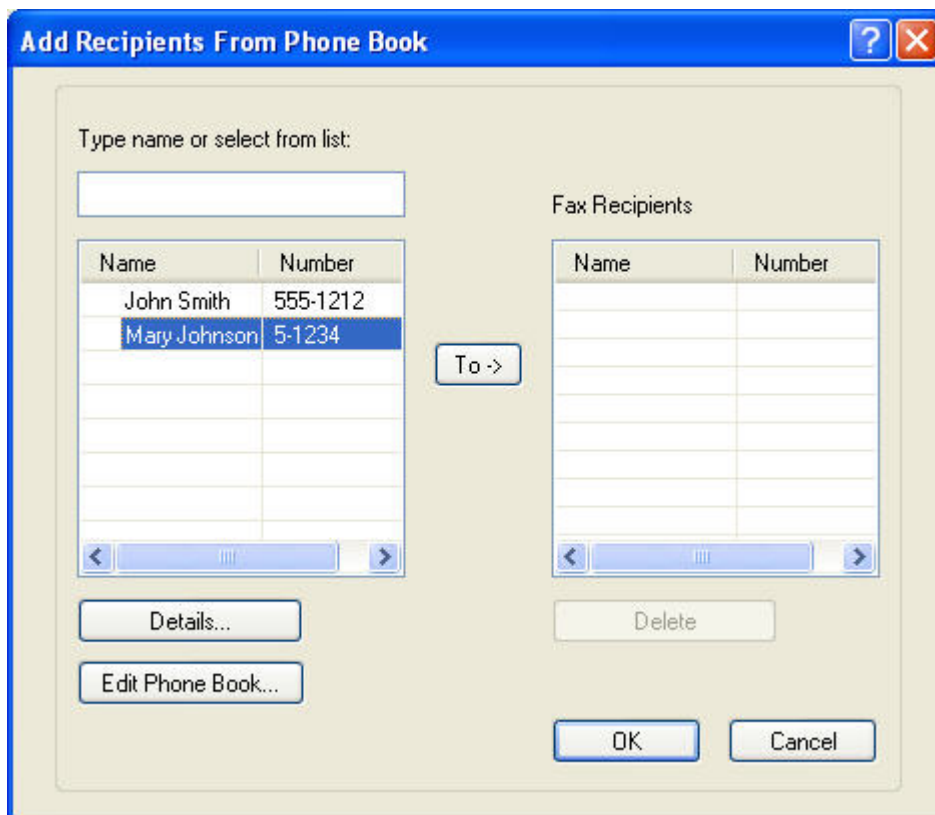 Add Recipients From Phone Book
Type name or select from list:
Fax Recipients
Name Number
John Smith 555-1212
Mary Johnson 5-1234
To ->
Name Number
Details...
Edit Phone Book...
Delete
OK Cancel